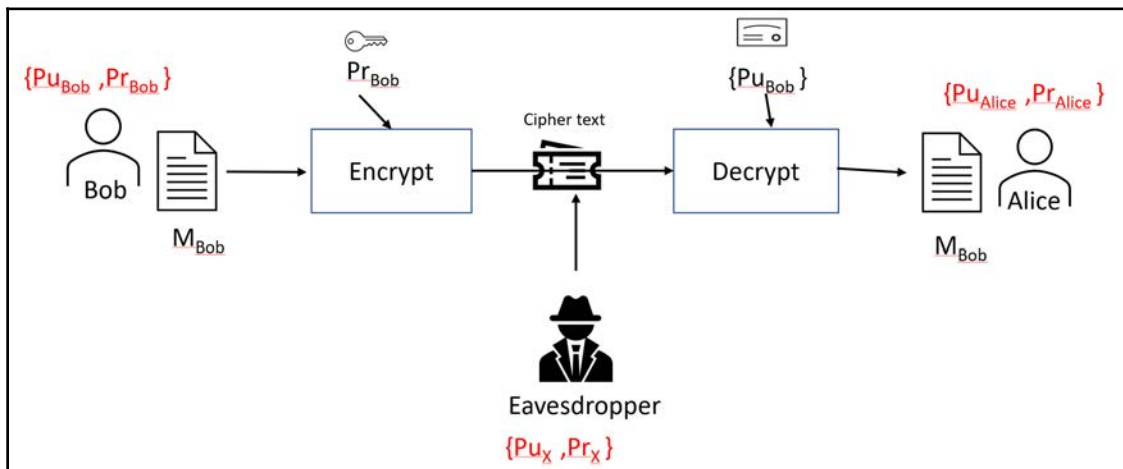 {Pu_Bob ,Pr_Bob}
Bob
M_Bob
Pr_Bob
Encrypt
Cipher text
Eavesdropper
{Pu_X ,Pr_X}
{Pu_Bob}
Decrypt
{Pu_Alice ,Pr_Alice}
Alice
M_Bob